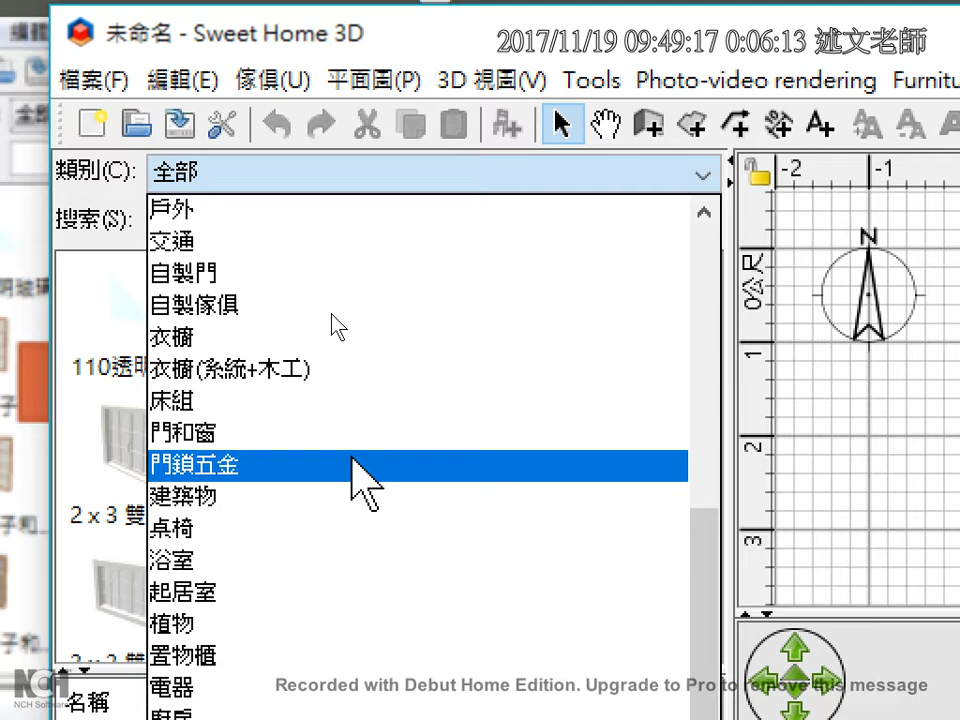 未命名 - Sweet Home 3D
2017/11/19 09:49:17 0:06:13 述文老師
檔案(F) 編輯(E) 傢俱(U) 平面圖(P) 3D 視圖(V) Tools Photo-video rendering Furnitu
類別(C): 全部
搜索(S):
戶外
交通
自製門
自製傢俱
衣櫥
衣櫥(系統+木工)
床組
門和窗
門鎖五金
建築物
桌椅
浴室
起居室
植物
置物櫃
電器
110透明
2 x 3 雙
名稱
-2 -1
N
0公尺
1
2
3
NCH
NCH Software
Recorded with Debut Home Edition. Upgrade to Pro to remove this message